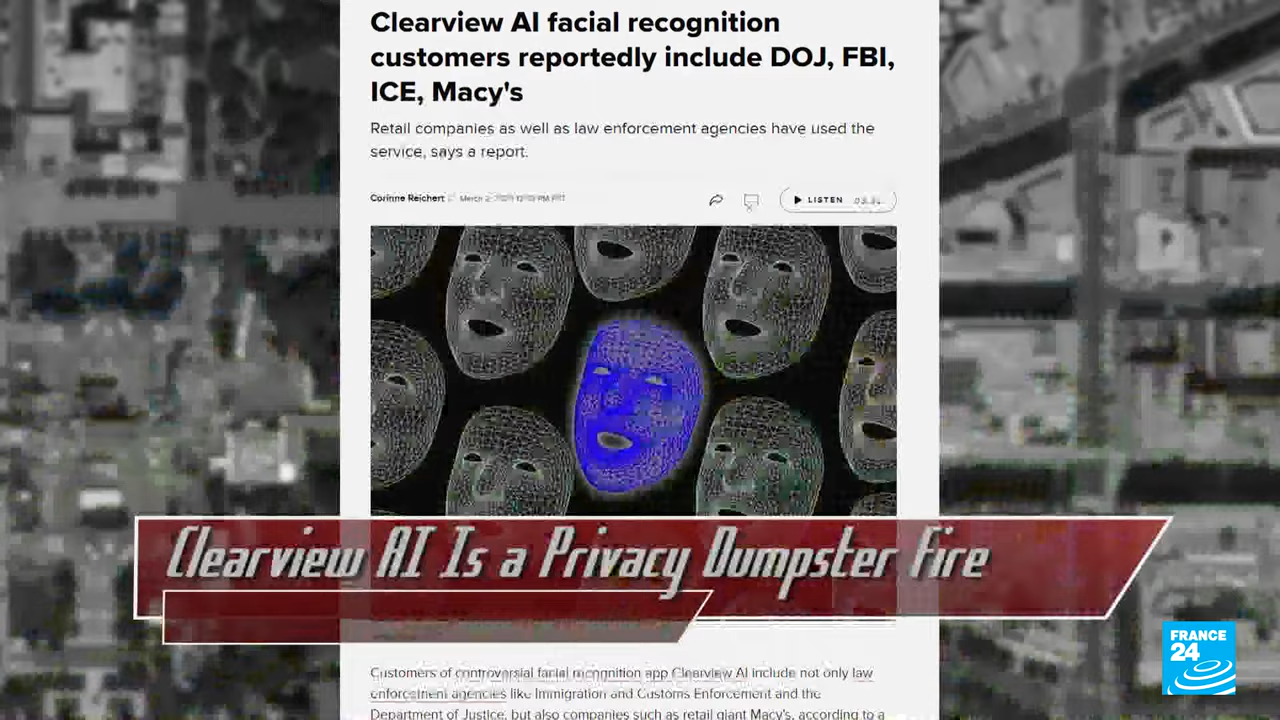 Clearview AI facial recognition
customers reportedly include DOJ, FBI,
ICE, Macy's
Retail companies as well as law enforcement agencies have used the
service, says a report.
Corinne Reichert
LISTEN
Clearview AI Is a Privacy Dumpster Fire
FRANCE
24
Customers of controversial facial recognition app Clearview AI include not only law
enforcement agencies like Immigration and Customs Enforcement and the
Department of Justice, but also companies such as retail giant Macy's, according to a